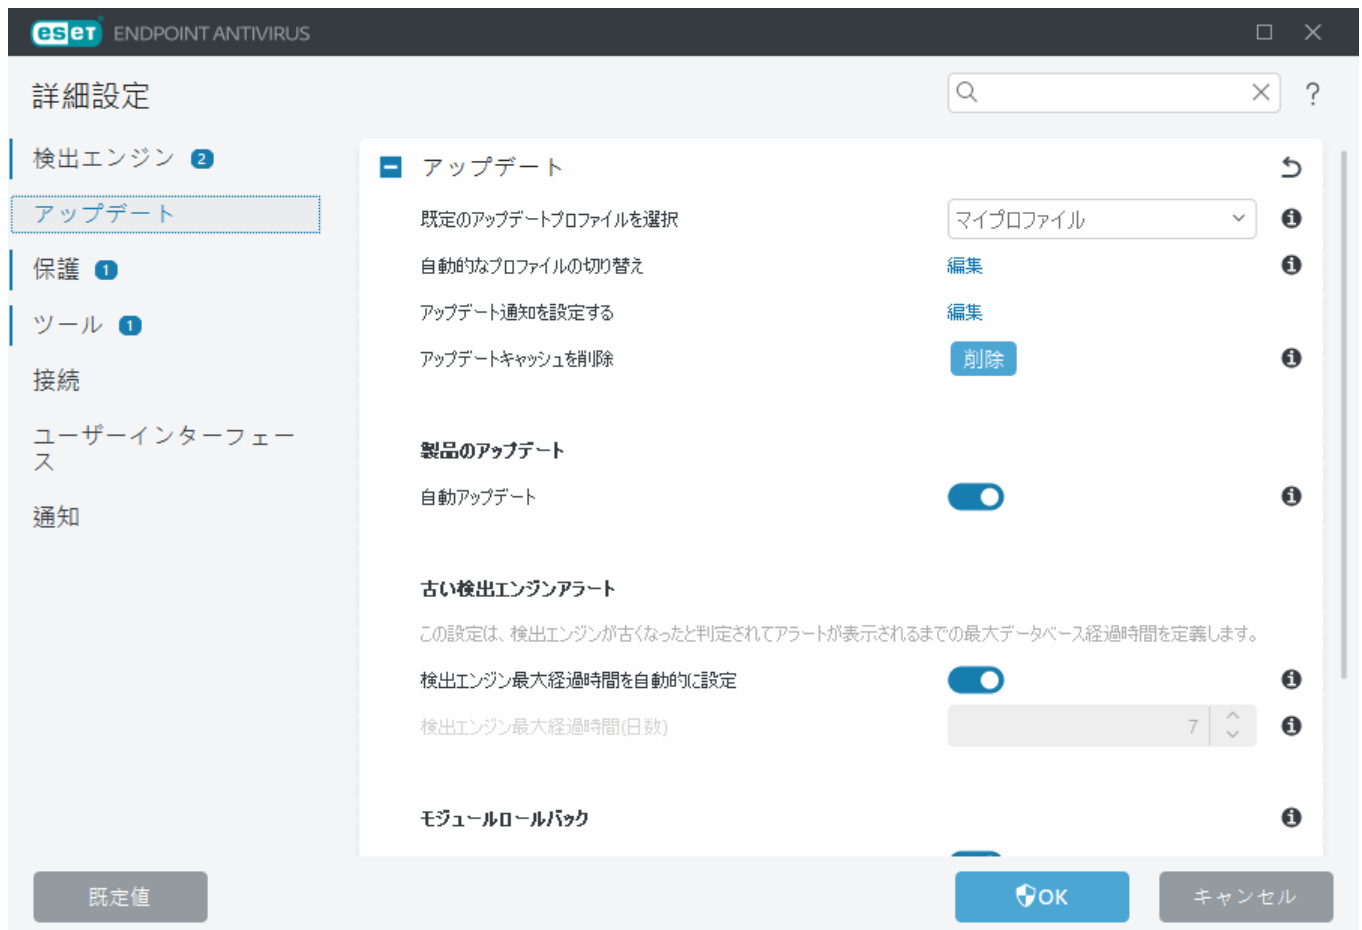 eset ENDPOINT ANTIVIRUS
詳細設定
?
検出エンジン 2
アップデート
保護 1
ツール 1
接続
ユーザーインターフェー
ス
通知
アップデート
既定のアップデートプロファイルを選択 マイプロファイル
自動的なプロファイルの切り替え 編集
アップデート通知を設定する 編集
アップデートキャッシュを削除 削除
製品のアップデート
自動アップデート
古い検出エンジンアラート
この設定は、検出エンジンが古くなったと判定されてアラートが表示されるまでの最大データベース経過時間を定義します。
検出エンジン最大経過時間を自動的に設定
検出エンジン最大経過時間(日数) 7
モジュールロールバック
既定値
OK
キャンセル